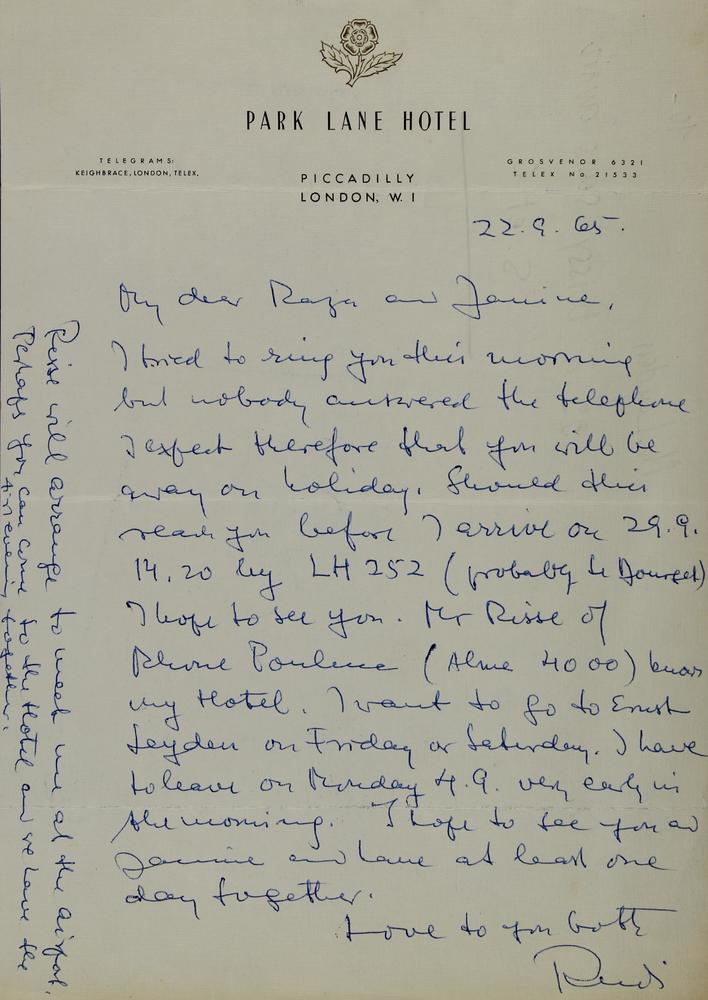 PARK LANE HOTEL
TELEGRAMS:
KEIGHBRACE, LONDON, TELEX.
PICCADILLY
LONDON, W. I
GROSVENOR 6321
TELEX No. 21533
22.9.65.
My dear Raza and Janine,
I tried to ring you this morning
but nobody answered the telephone
I expect therefore that you will be
away on holiday. Should this
reach you before I arrive on 29.9.
14.20 by LH 252 (probably Le Bourget)
I hope to see you. Mr Risse of
Rhone Poulenc (Alma 4000) knows
my Hotel. I want to go to Ernst
Leyden on Friday or Saturday. I have
to leave on Monday 4.9. very early in
the morning. I hope to see you and
Janine and have at least one
day together.
Love to you both
Rudi
Risse will arrange to meet me at the airport.
Perhaps you can come to the Hotel and we have the
evening together.